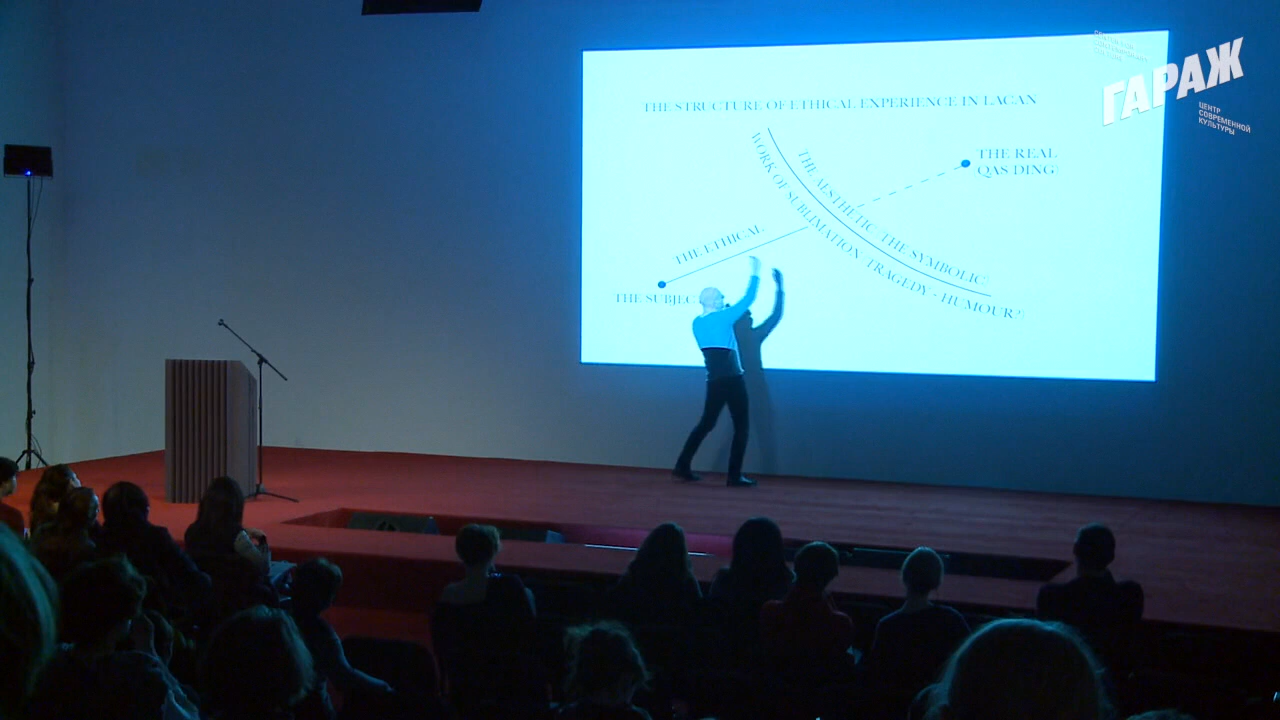 THE STRUCTURE OF ETHICAL EXPERIENCE IN LACAN
ГАРАЖ
ЦЕНТР
СОВРЕМЕННОЙ
КУЛЬТУРЫ
THE REAL
(DAS DING)
THE AESTHETIC (THE SYMBOLIC)
WORK OF SUBLIMATION (TRAGEDY - HUMOUR?)
THE ETHICAL
THE SUBJEC